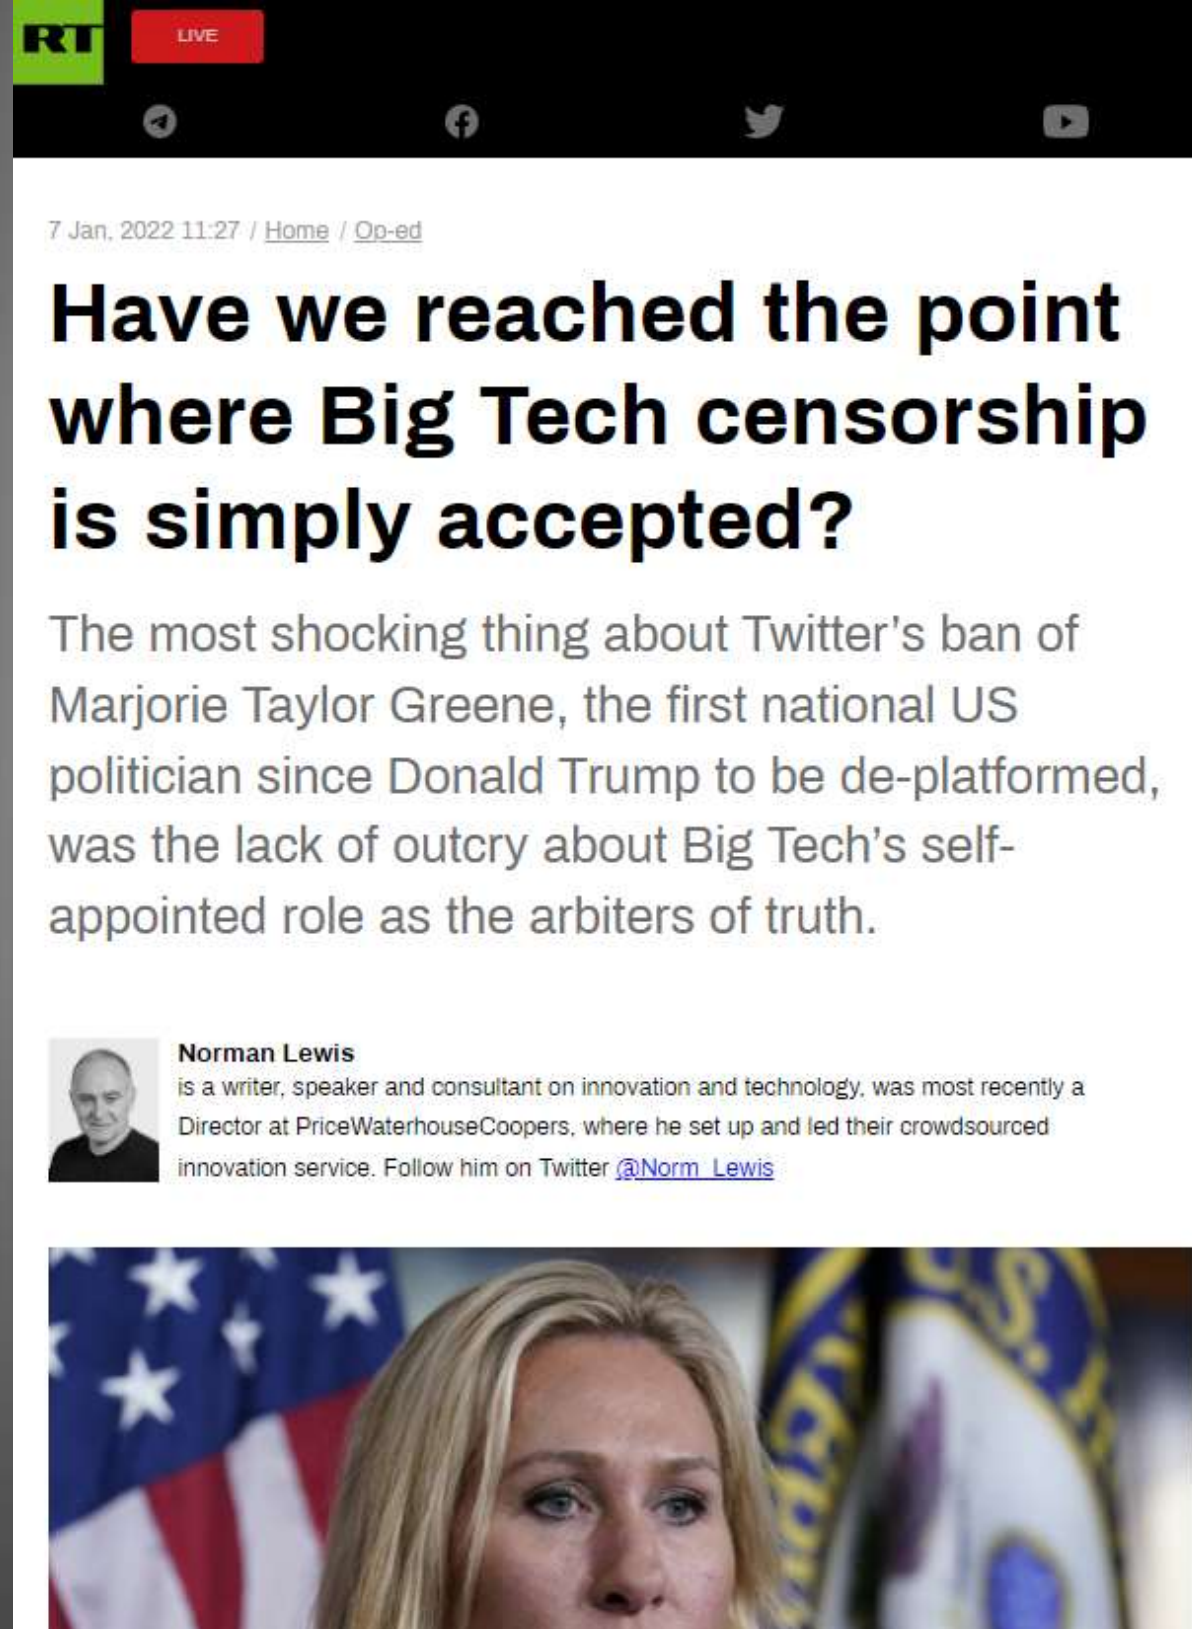 RT
LIVE
7 Jan, 2022 11:27 / Home / Op-ed
Have we reached the point
where Big Tech censorship
is simply accepted?
The most shocking thing about Twitter’s ban of
Marjorie Taylor Greene, the first national US
politician since Donald Trump to be de-platformed,
was the lack of outcry about Big Tech’s self-
appointed role as the arbiters of truth.
Norman Lewis
is a writer, speaker and consultant on innovation and technology, was most recently a
Director at PriceWaterhouseCoopers, where he set up and led their crowdsourced
innovation service. Follow him on Twitter @Norm_Lewis
U.S.